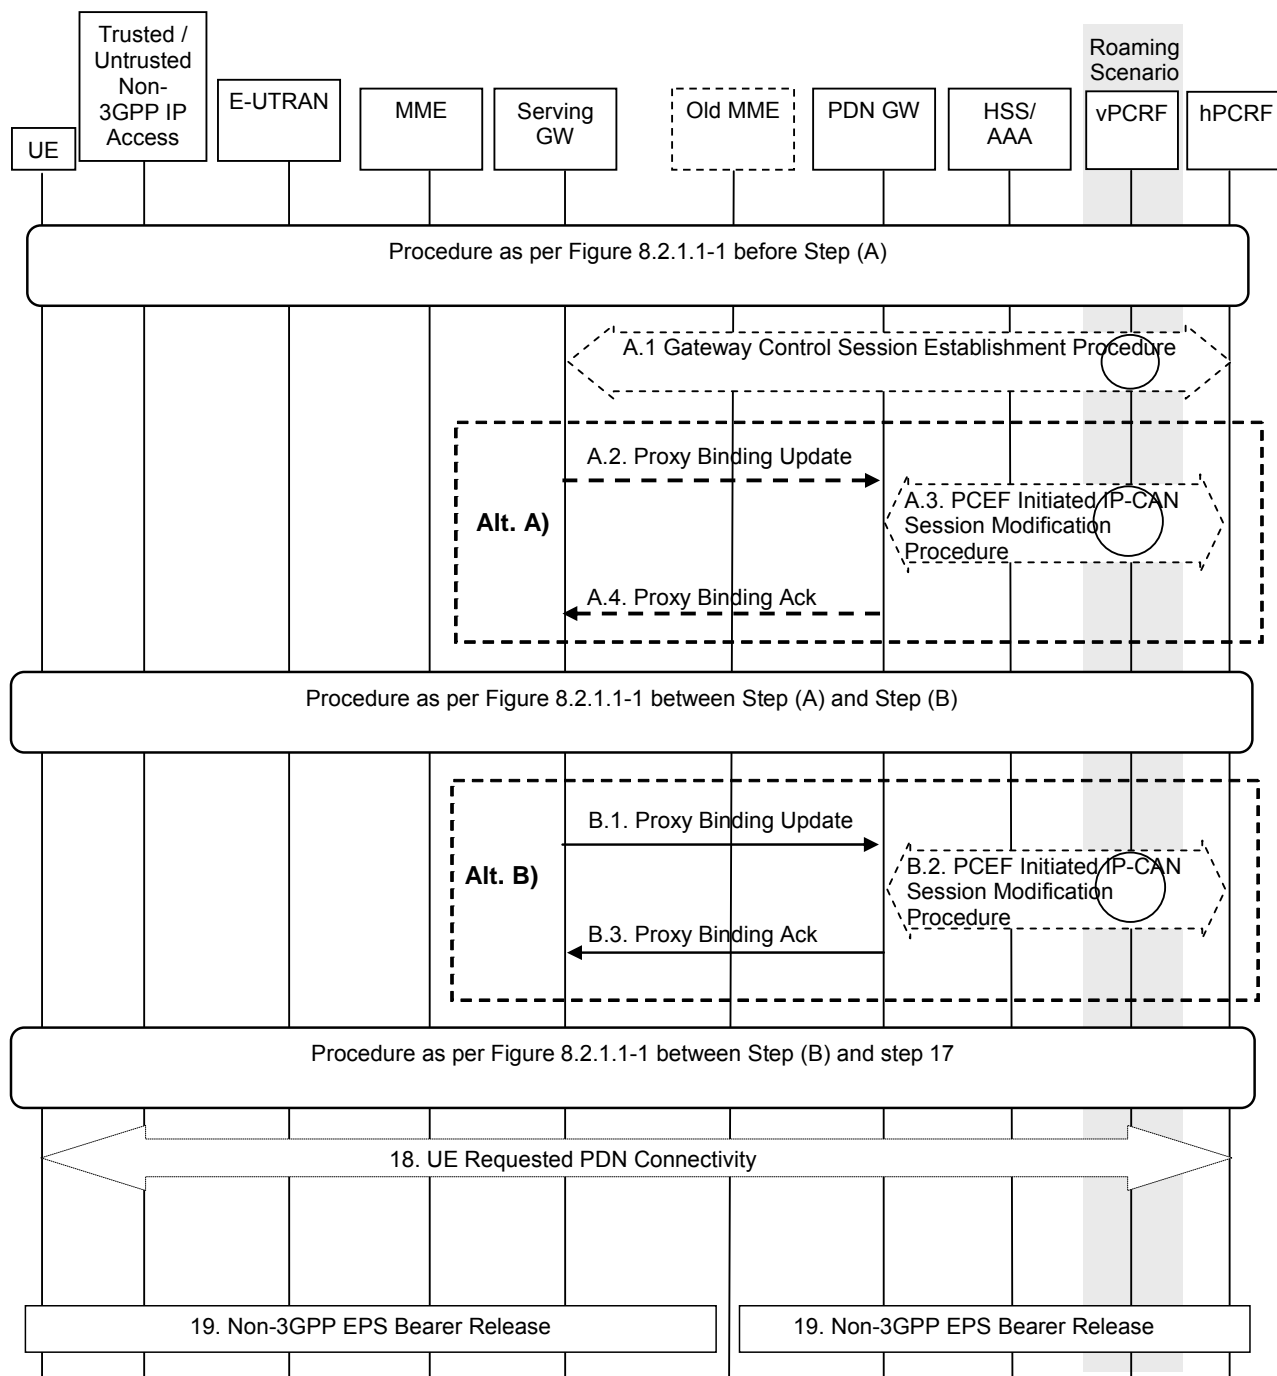 Trusted /
Untrusted
Non-
3GPP IP
Access
Roaming
Scenario
UE
E-UTRAN
MME
Serving
GW
Old MME
PDN GW
HSS/
AAA
vPCRF
hPCRF
Procedure as per Figure 8.2.1.1-1 before Step (A)
A.1 Gateway Control Session Establishment Procedure
A.2. Proxy Binding Update
Alt. A)
A.3. PCEF Initiated IP-CAN
Session Modification
Procedure
A.4. Proxy Binding Ack
Procedure as per Figure 8.2.1.1-1 between Step (A) and Step (B)
B.1. Proxy Binding Update
Alt. B)
B.2. PCEF Initiated IP-CAN
Session Modification
Procedure
B.3. Proxy Binding Ack
Procedure as per Figure 8.2.1.1-1 between Step (B) and step 17
18. UE Requested PDN Connectivity
19. Non-3GPP EPS Bearer Release
19. Non-3GPP EPS Bearer Release